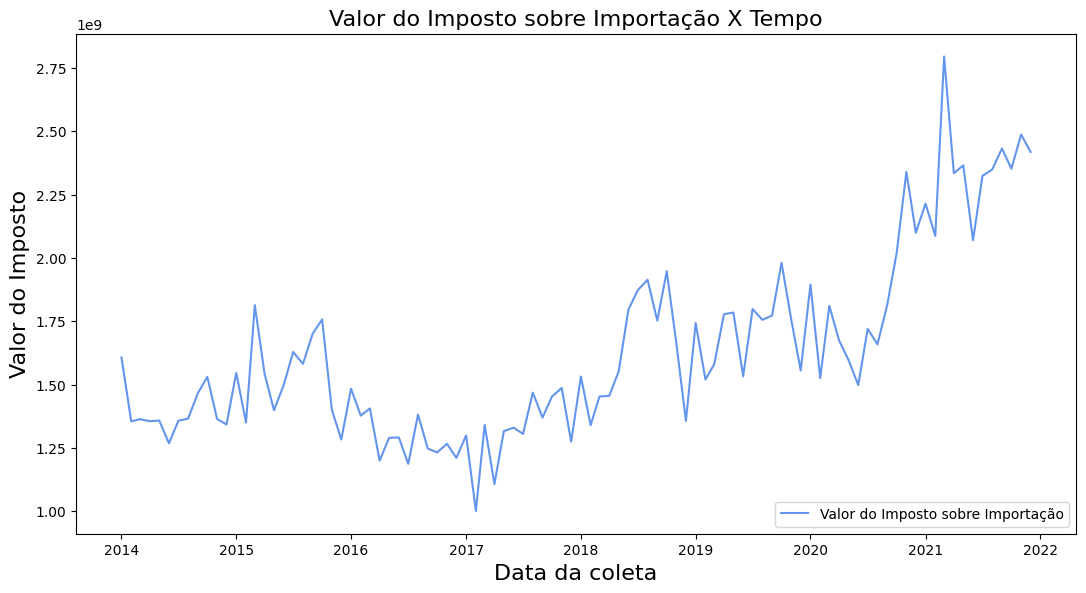 Valor do Imposto sobre Importação X Tempo
1e9
2.75
2.50
2.25
2.00
1.75
1.50
1.25
1.00
Valor do Imposto
Valor do Imposto sobre Importação
2014 2015 2016 2017 2018 2019 2020 2021 2022
Data da coleta